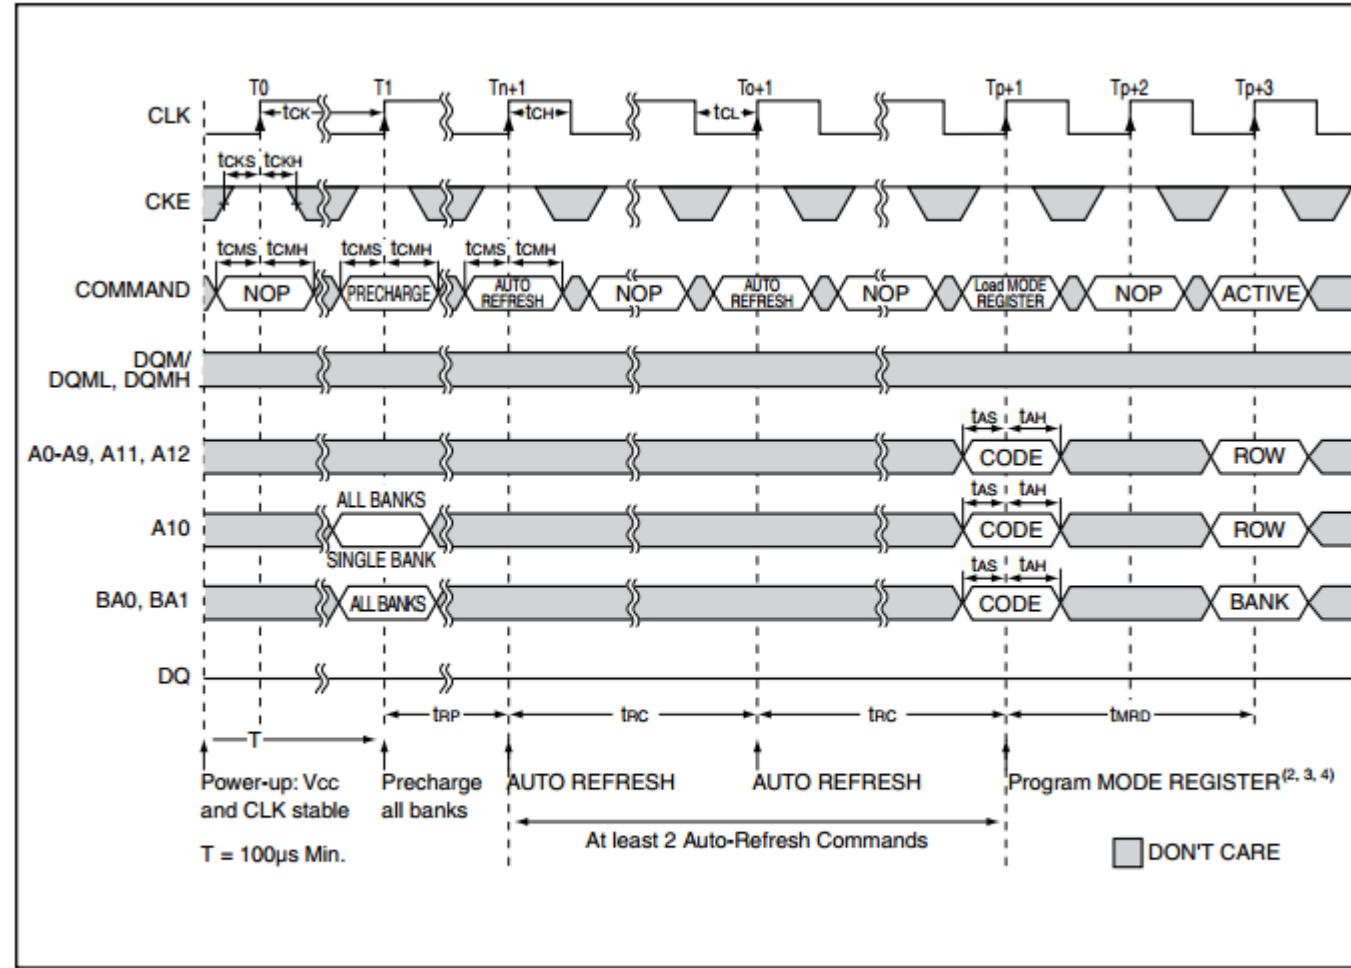 T0 T1 Tn+1 To+1 Tp+1 Tp+2 Tp+3
CLK tCK tCH tCL
tCKS tCKH
CKE
tCMS tCMH tCMS tCMH tCMS tCMH
COMMAND NOP PRECHARGE AUTO REFRESH NOP AUTO REFRESH NOP Load MODE REGISTER NOP ACTIVE
DQM/
DQML, DQMH
tAS tAH
A0-A9, A11, A12 CODE ROW
ALL BANKS tAS tAH
A10 CODE ROW
SINGLE BANK tAS tAH
BA0, BA1 ALL BANKS CODE BANK
DQ
tRP tRC tRC tMRD
T
Power-up: Vcc Precharge AUTO REFRESH AUTO REFRESH Program MODE REGISTER(2, 3, 4)
and CLK stable all banks
At least 2 Auto-Refresh Commands
T = 100µs Min. DON'T CARE